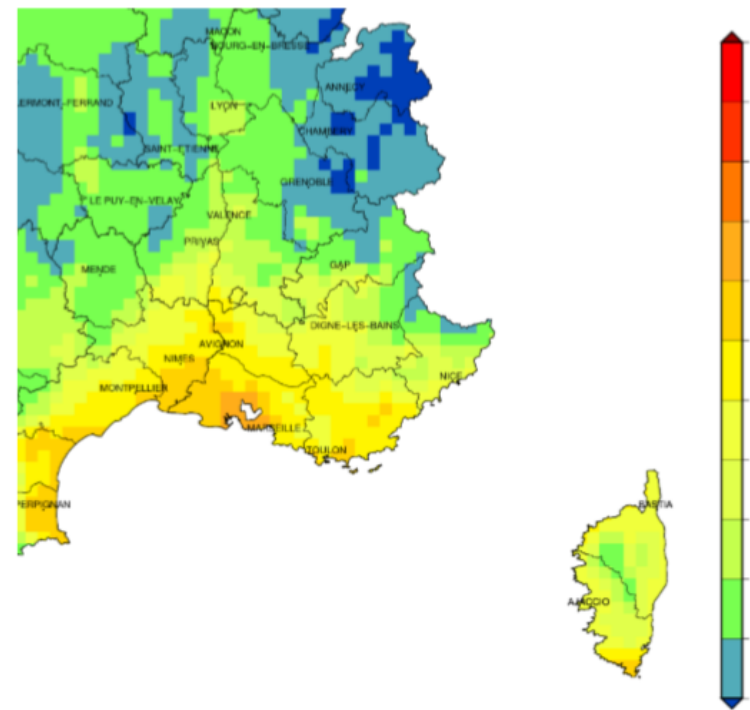 MACON
BOURG-EN-BRESSE
ANNECY
LERMONT-FERRAND
LYON
CHAMBERY
SAINT-ETIENNE
GRENOBLE
LE PUY-EN-VELAY
VALENCE
PRIVAS
GAP
MENDE
DIGNE-LES-BAINS
AVIGNON
NIMES
NICE
MONTPELLIER
MARSEILLE
TOULON
PERPIGNAN
BASTIA
AJACCIO